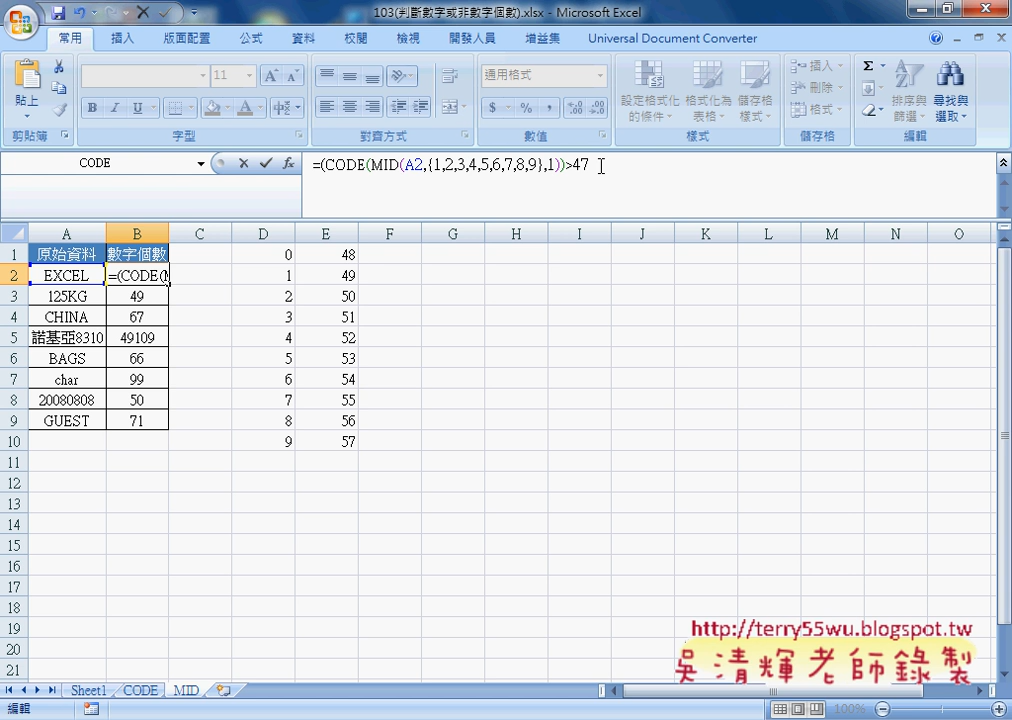 103(判斷數字或非數字個數).xlsx - Microsoft Excel
常用 插入 版面配置 公式 資料 校閱 檢視 開發人員 增益集 Universal Document Converter
貼上 11 通用格式 設定格式化的條件 格式化為表格 儲存格樣式 插入 刪除 格式 排序與篩選 尋找與選取
剪貼簿 字型 對齊方式 數值 樣式 儲存格 編輯
CODE =(CODE(MID(A2,{1,2,3,4,5,6,7,8,9},1))>47
A B C D E F G H I J K L M N O
1 原始資料 數字個數 0 48
2 EXCEL =(CODE(M 1 49
3 125KG 49 2 50
4 CHINA 67 3 51
5 諾基亞8310 49109 4 52
6 BAGS 66 5 53
7 char 99 6 54
8 20080808 50 7 55
9 GUEST 71 8 56
10 9 57
11
12
13
14
15
16
17
18
19
20
21
http://terry55wu.blogspot.tw
吳清輝老師錄製
Sheet1 CODE MID
編輯 100%